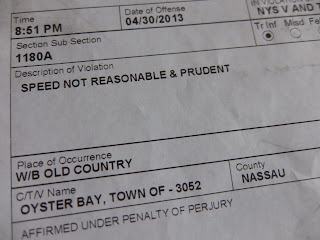 Time Date of Offense IN VIOLATION
8:51 PM 04/30/2013 NYS V AND
Section Sub Section Tr Inf Misd
1180A
Description of Violation
SPEED NOT REASONABLE & PRUDENT
Place of Occurrence
W/B OLD COUNTRY
C/T/V Name County
OYSTER BAY, TOWN OF - 3052 NASSAU
AFFIRMED UNDER PENALTY OF PERJURY